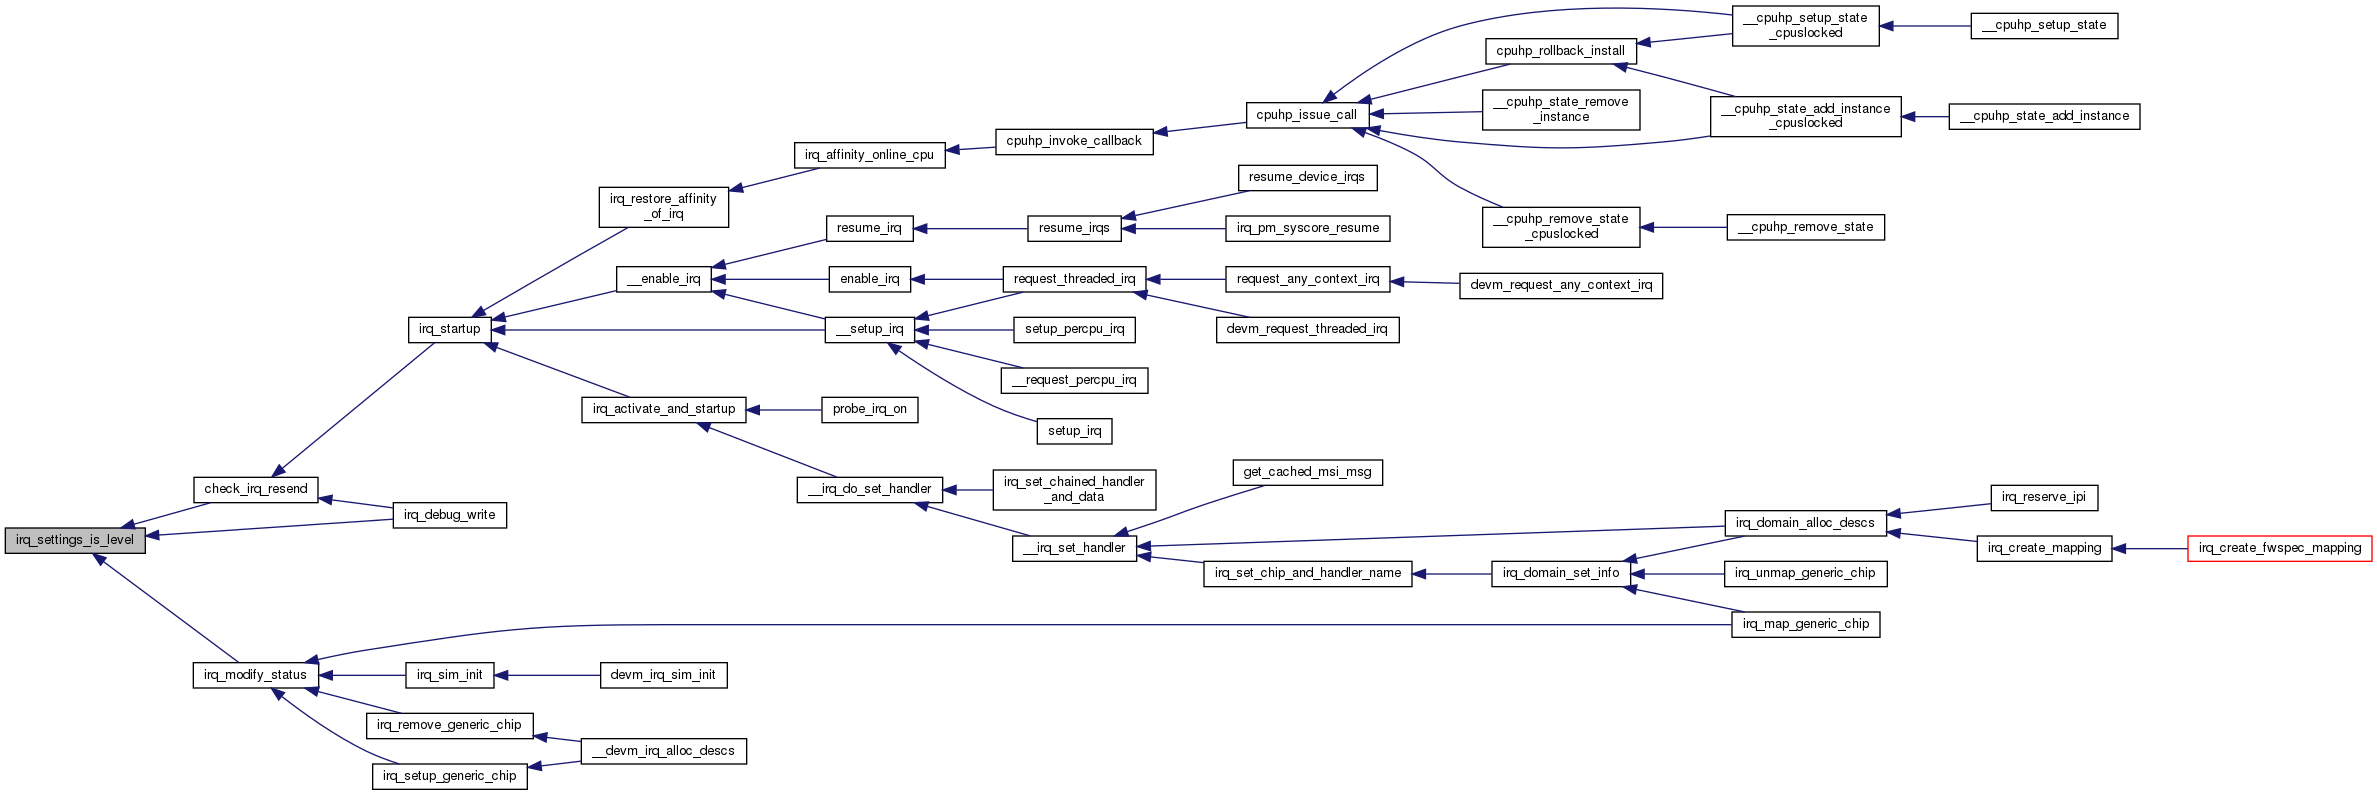 __cpuhp_setup_state
_cpuslocked
__cpuhp_setup_state
cpuhp_rollback_install
__cpuhp_state_remove
_instance
cpuhp_issue_call
__cpuhp_state_add_instance
_cpuslocked
__cpuhp_state_add_instance
cpuhp_invoke_callback
irq_affinity_online_cpu
resume_device_irqs
irq_restore_affinity
_of_irq
__cpuhp_remove_state
_cpuslocked
__cpuhp_remove_state
resume_irq
resume_irqs
irq_pm_syscore_resume
__enable_irq
enable_irq
request_threaded_irq
request_any_context_irq
devm_request_any_context_irq
irq_startup
__setup_irq
setup_percpu_irq
devm_request_threaded_irq
__request_percpu_irq
irq_activate_and_startup
probe_irq_on
setup_irq
get_cached_msi_msg
check_irq_resend
__irq_do_set_handler
irq_set_chained_handler
_and_data
irq_reserve_ipi
irq_debug_write
irq_domain_alloc_descs
irq_settings_is_level
__irq_set_handler
irq_create_mapping
irq_create_fwspec_mapping
irq_set_chip_and_handler_name
irq_domain_set_info
irq_unmap_generic_chip
irq_map_generic_chip
irq_modify_status
irq_sim_init
devm_irq_sim_init
irq_remove_generic_chip
__devm_irq_alloc_descs
irq_setup_generic_chip